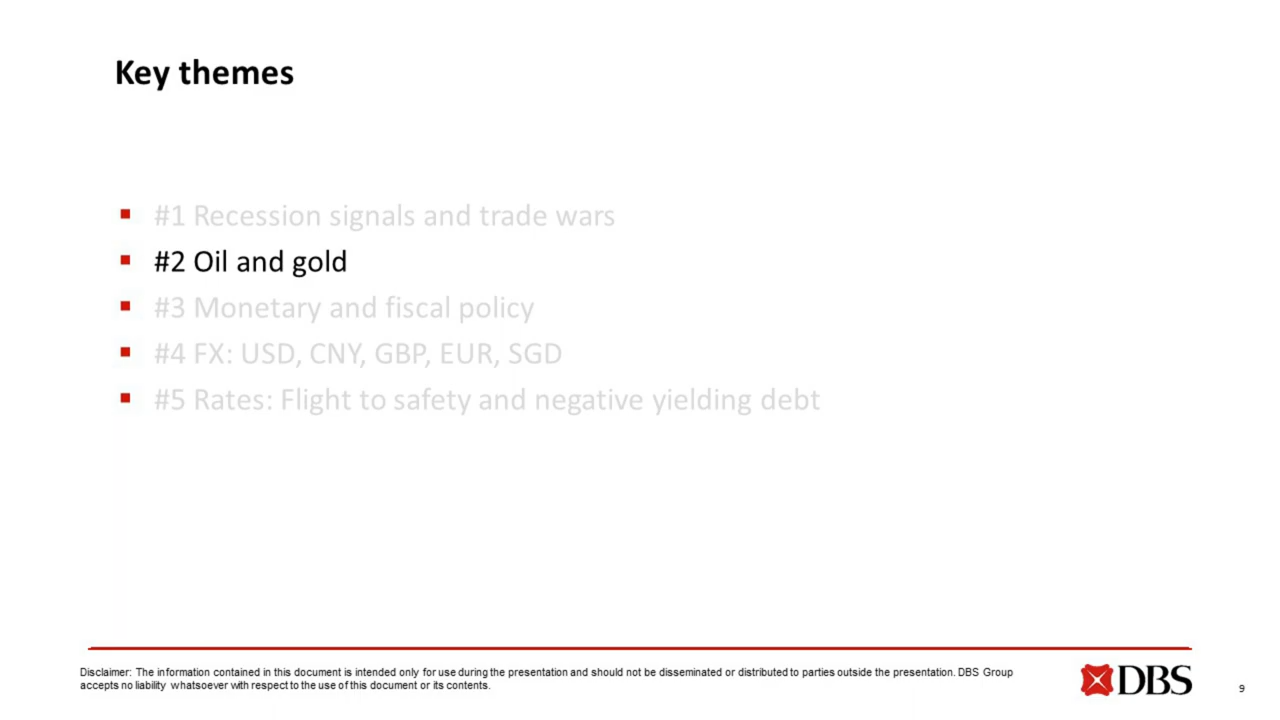 Key themes
#1 Recession signals and trade wars
#2 Oil and gold
#3 Monetary and fiscal policy
#4 FX: USD, CNY, GBP, EUR, SGD
#5 Rates: Flight to safety and negative yielding debt
Disclaimer: The information contained in this document is intended only for use during the presentation and should not be disseminated or distributed to parties outside the presentation. DBS Group
accepts no liability whatsoever with respect to the use of this document or its contents.
DBS
9